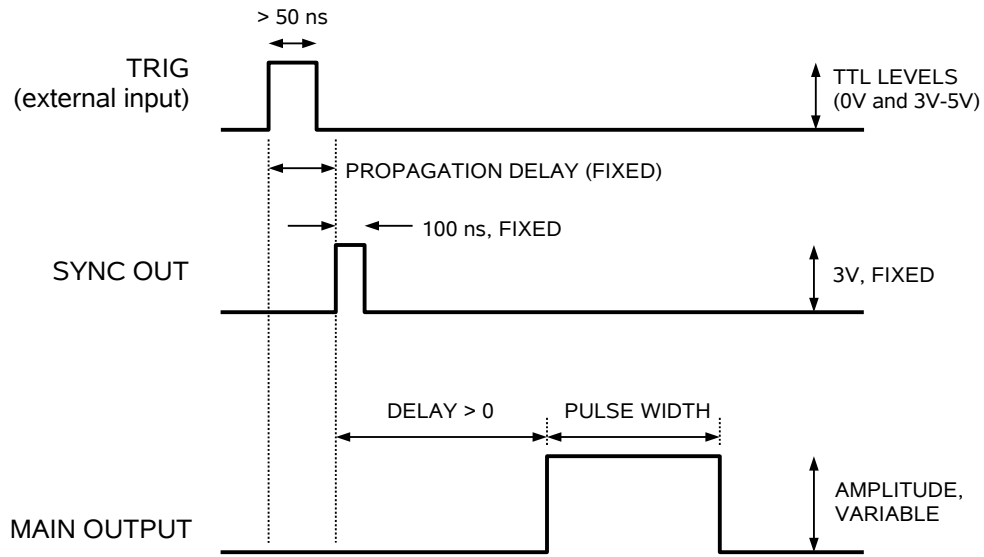 > 50 ns
TRIG
(external input)
TTL LEVELS
(0V and 3V-5V)
PROPAGATION DELAY (FIXED)
100 ns, FIXED
SYNC OUT
3V, FIXED
DELAY > 0
PULSE WIDTH
AMPLITUDE,
VARIABLE
MAIN OUTPUT